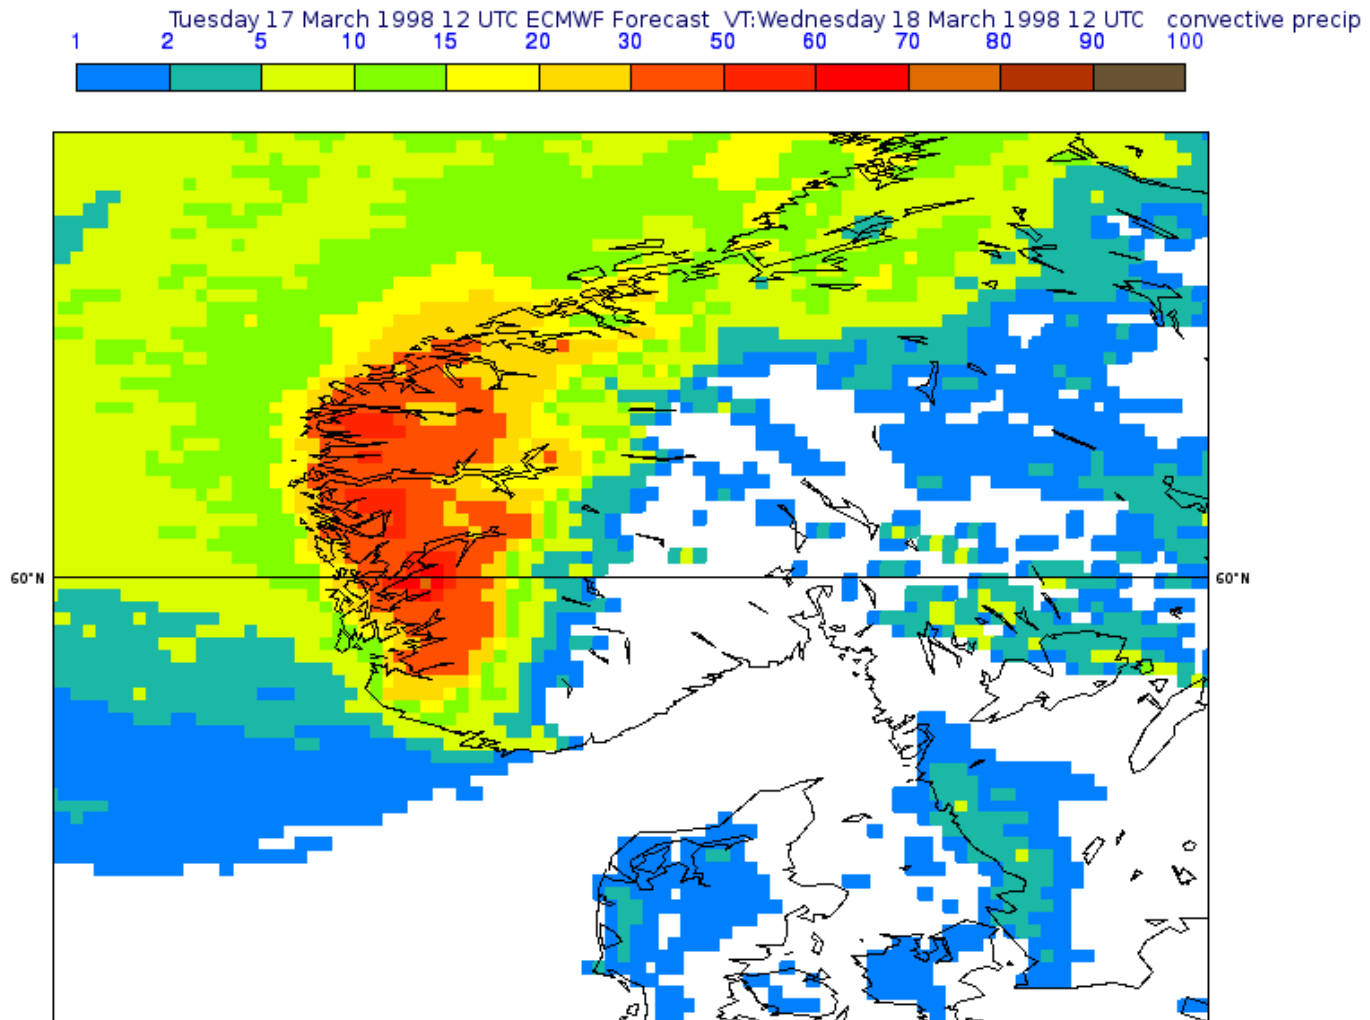 Tuesday 17 March 1998 12 UTC ECMWF Forecast VT:Wednesday 18 March 1998 12 UTC convective precip
1 2 5 10 15 20 30 50 60 70 80 90 100
60°N 60°N